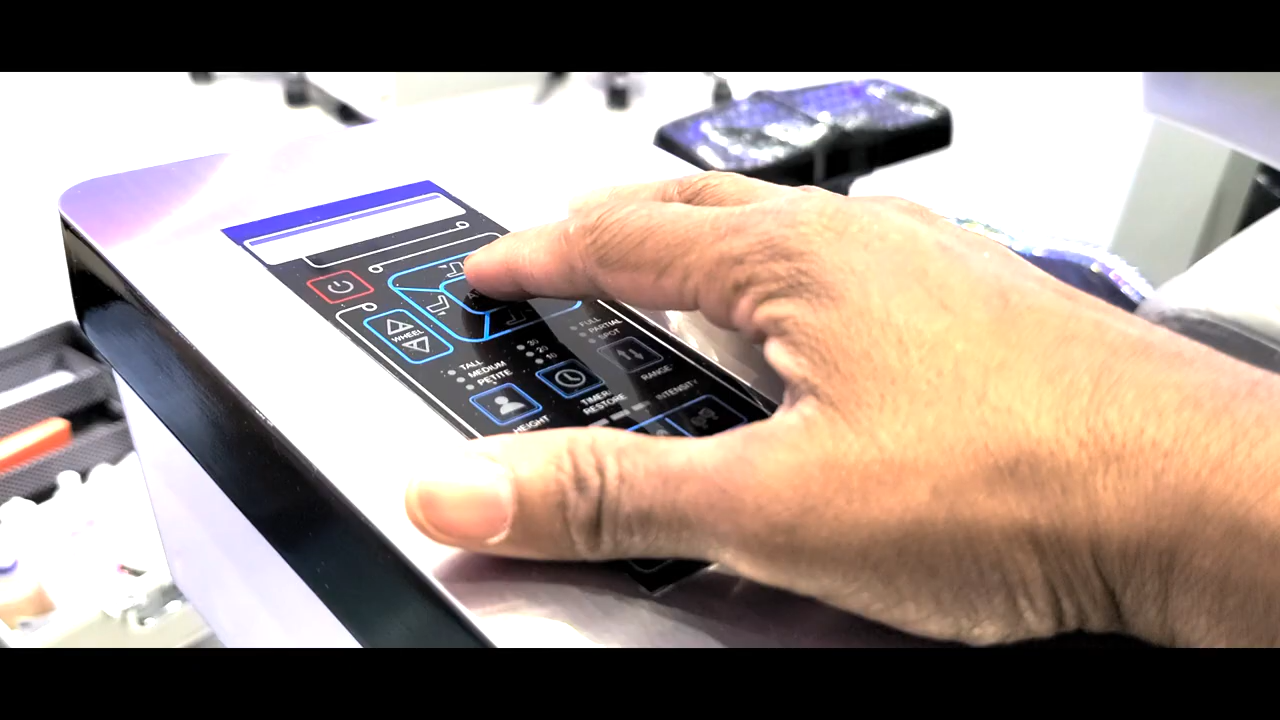 WHEEL
FULL
PARTIAL
SPOT
30
20
10
TALL
MEDIUM
PETITE
RANGE
TIMER
RESTORE
INTENSITY
HEIGHT